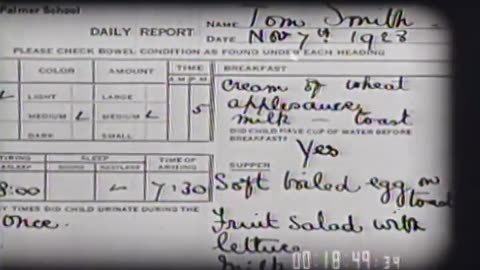 Palmer School
DAILY REPORT
NAME Tom Smith
DATE Nov 7th 1928
PLEASE CHECK BOWEL CONDITION AS FOUND UNDER EACH HEADING
COLOR AMOUNT TIME
A.M. P.M.
LIGHT LARGE
MEDIUM MEDIUM 5
DARK SMALL
BREAKFAST
cream of wheat
applesauce
milk - toast
DID CHILD HAVE CUP OF WATER BEFORE
BREAKFAST?
Yes
SLEEP
SOUND RESTLESS
TIME OF
ARISING
8:00 7:30
SUPPER
Soft boiled egg on
toast
Y TIMES DID CHILD URINATE DURING THE
once.
Fruit Salad with
lettuce
milk
00:18:49:34